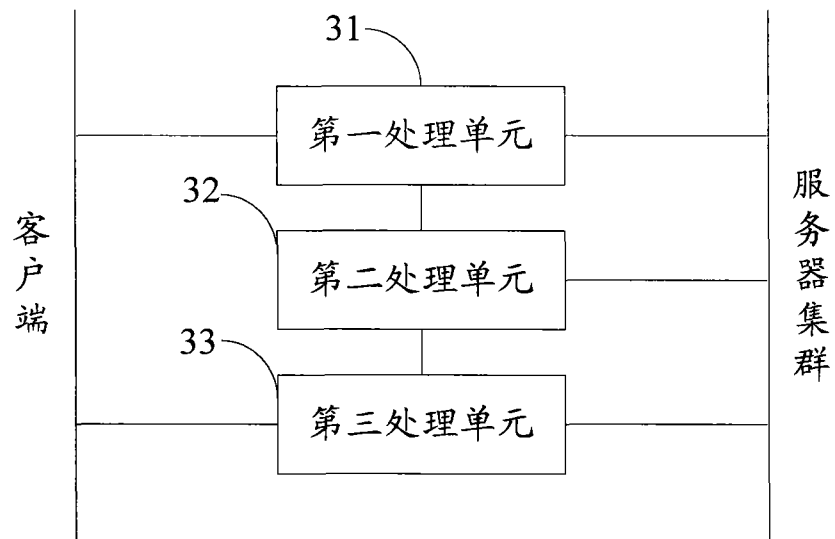 31
第一处理单元
32
第二处理单元
33
第三处理单元
客户端
服务器集群